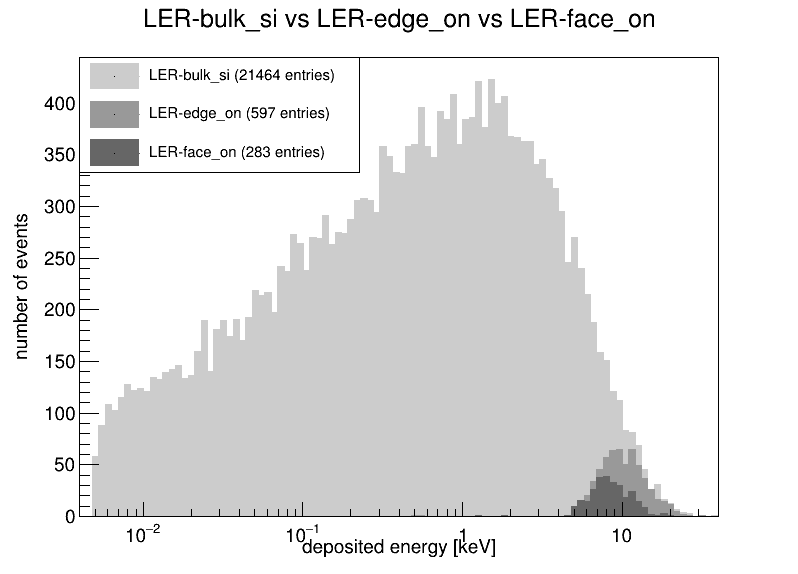 LER-bulk_si vs LER-edge_on vs LER-face_on
LER-bulk_si (21464 entries)
LER-edge_on (597 entries)
LER-face_on (283 entries)
number of events
400
350
300
250
200
150
100
50
0
10⁻² 10⁻¹ 1 10
deposited energy [keV]